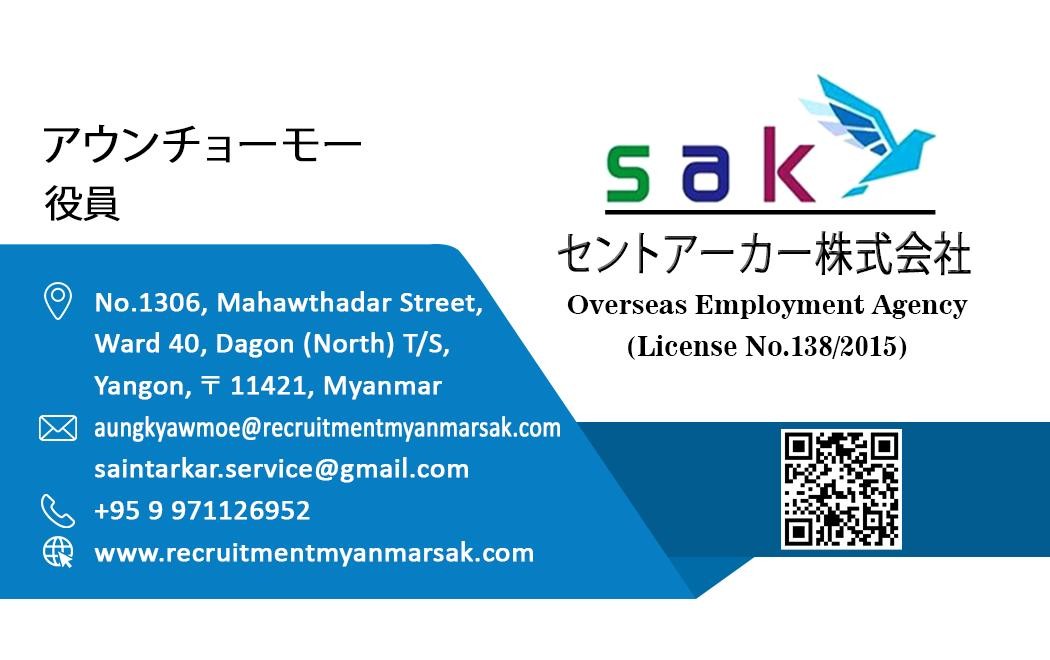 アウンチョーモー
役員
No.1306, Mahawthadar Street,
Ward 40, Dagon (North) T/S,
Yangon, 〒 11421, Myanmar
aungkyawmoe@recruitmentmyanmarsak.com
saintarkar.service@gmail.com
+95 9 971126952
www.recruitmentmyanmarsak.com
sak
セントアーカー株式会社
Overseas Employment Agency
(License No.138/2015)